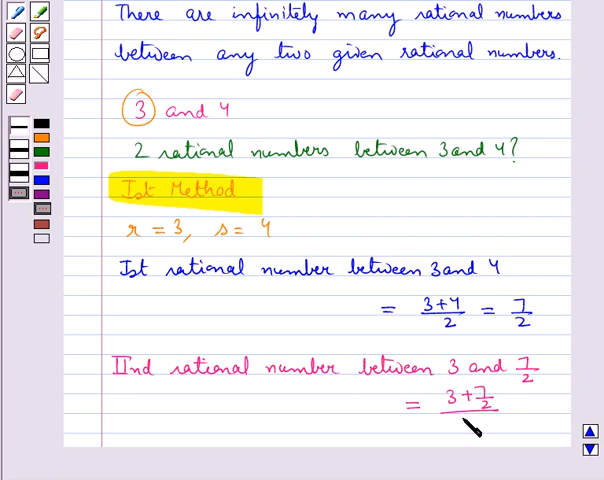 There are infinitely many rational numbers
between any two given rational numbers.
3 and 4
2 rational numbers between 3 and 4?
Ist Method
r = 3, s = 4
Ist rational number between 3 and 4
= 3+4/2 = 7/2
IInd rational number between 3 and 7/2
= 3+7/2